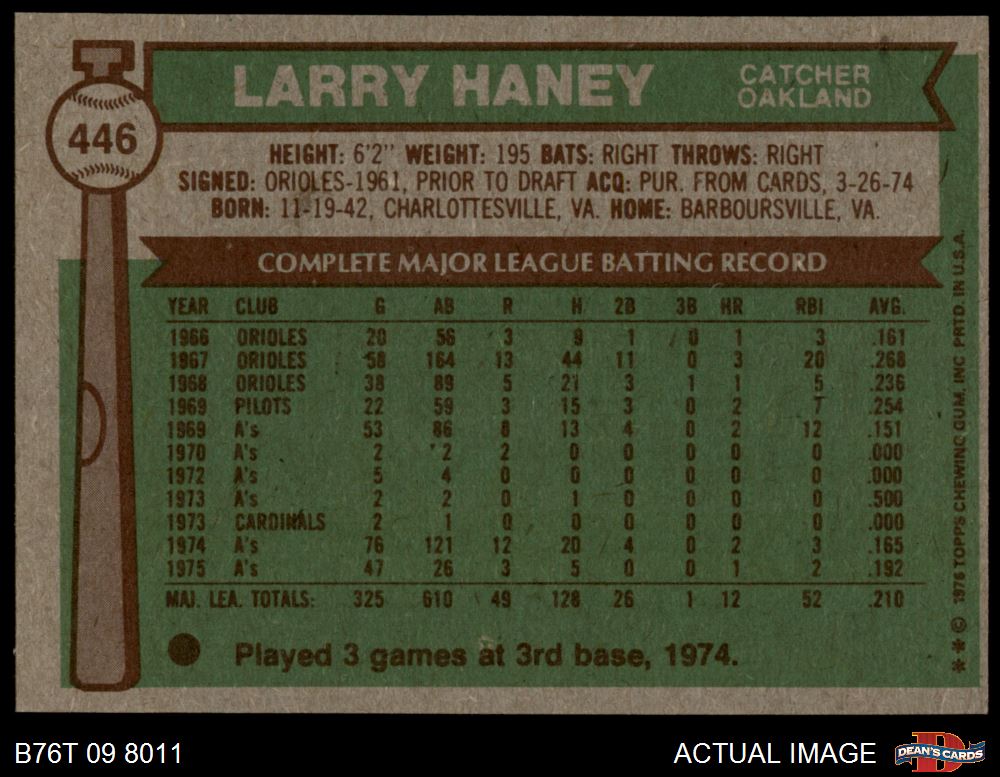 LARRY HANEY
CATCHER
OAKLAND
446
HEIGHT: 6'2" WEIGHT: 195 BATS: RIGHT THROWS: RIGHT
SIGNED: ORIOLES-1961, PRIOR TO DRAFT ACQ: PUR. FROM CARDS, 3-26-74
BORN: 11-19-42, CHARLOTTESVILLE, VA. HOME: BARBOURSVILLE, VA.
COMPLETE MAJOR LEAGUE BATTING RECORD
YEAR CLUB G AB R H 2B 3B HR RBI AVG.
1966 ORIOLES 20 56 3 9 1 0 1 3 .161
1967 ORIOLES 58 164 13 44 11 0 3 20 .268
1968 ORIOLES 38 89 5 21 3 1 1 5 .236
1969 PILOTS 22 59 3 15 3 0 2 7 .254
1969 A's 53 86 8 13 4 0 2 12 .151
1970 A's 2 2 2 0 0 0 0 0 .000
1972 A's 5 4 0 0 0 0 0 0 .000
1973 A's 2 2 0 1 0 0 0 0 .500
1973 CARDINALS 2 1 0 0 0 0 0 0 .000
1974 A's 76 121 12 20 4 0 2 3 .165
1975 A's 47 26 3 5 0 0 1 2 .192
MAJ. LEA. TOTALS: 325 610 49 128 26 1 12 52 .210
Played 3 games at 3rd base, 1974.
** © 1976 TOPPS CHEWING GUM, INC PRTD. IN U.S.A.
B76T 09 8011
ACTUAL IMAGE
D
DEAN'S CARDS